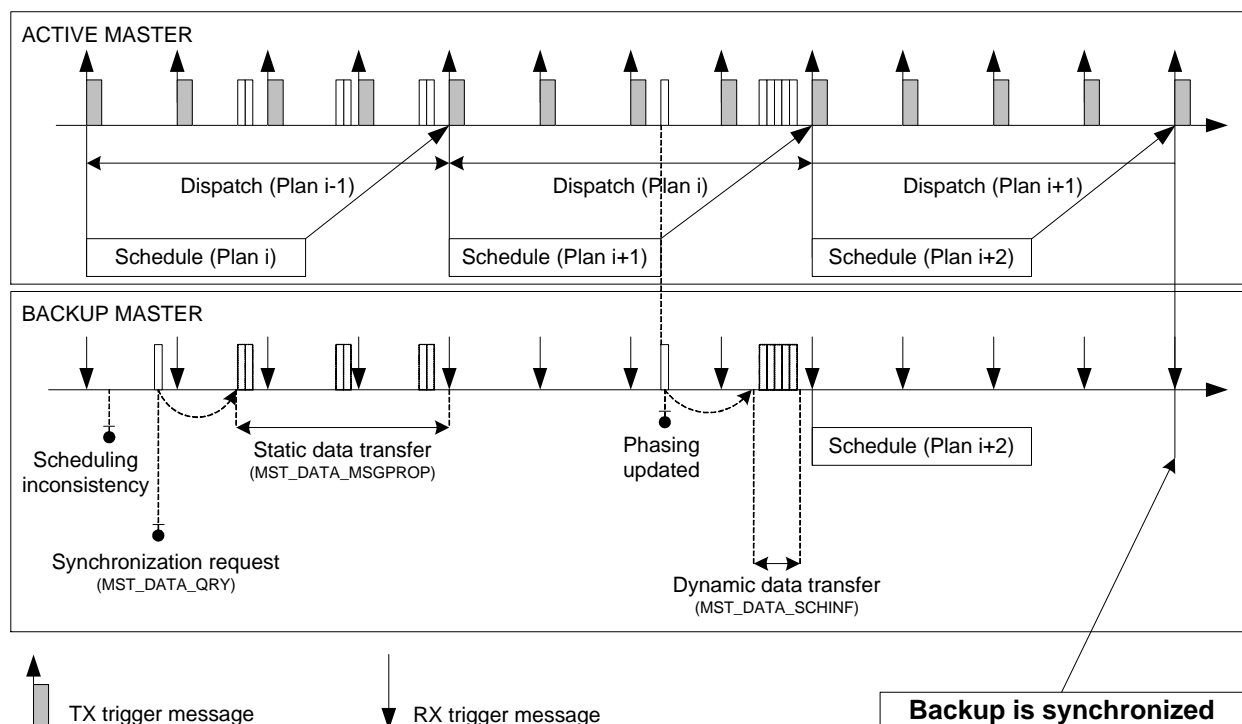 ACTIVE MASTER
Dispatch (Plan i-1)
Dispatch (Plan i)
Dispatch (Plan i+1)
Schedule (Plan i)
Schedule (Plan i+1)
Schedule (Plan i+2)
BACKUP MASTER
Scheduling
inconsistency
Static data transfer
(MST_DATA_MSGPROP)
Phasing
updated
Schedule (Plan i+2)
Synchronization request
(MST_DATA_QRY)
Dynamic data transfer
(MST_DATA_SCHINF)
TX trigger message
RX trigger message
Backup is synchronized